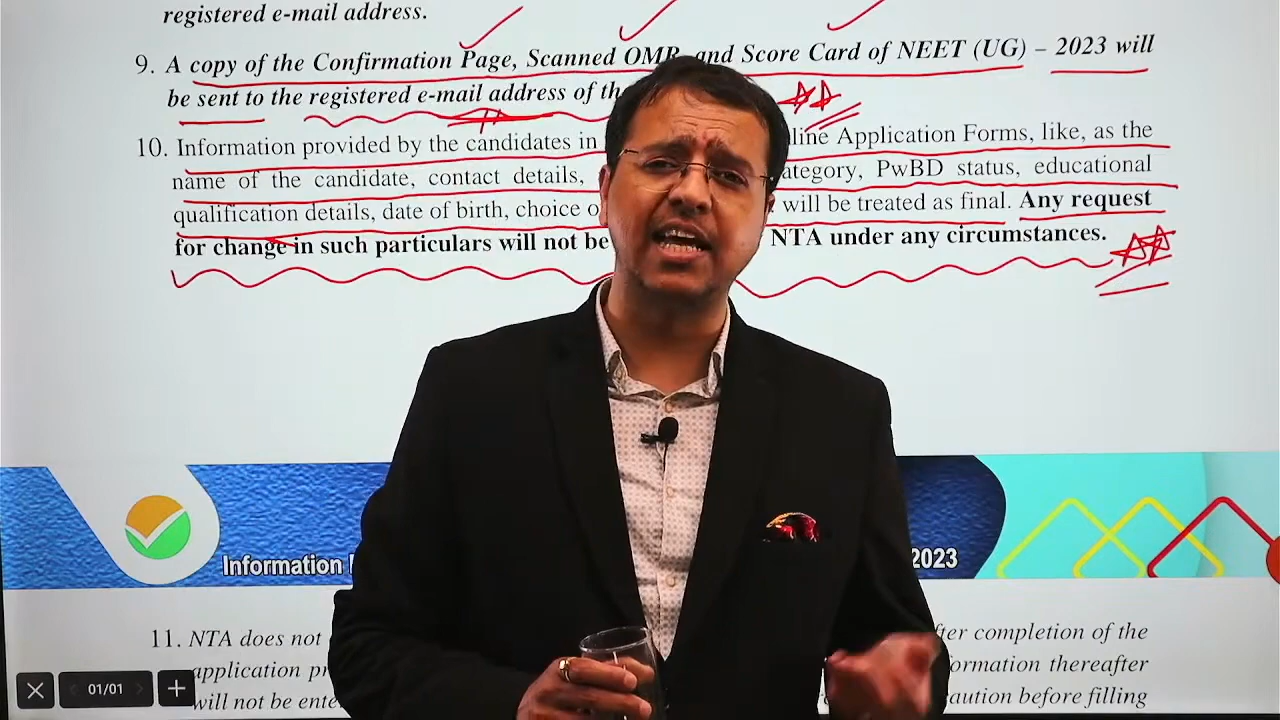 registered e-mail address.
9. A copy of the Confirmation Page, Scanned OMR, and Score Card of NEET (UG) – 2023 will
be sent to the registered e-mail address of th
10. Information provided by the candidates in line Application Forms, like, as the
name of the candidate, contact details, ategory, PwBD status, educational
qualification details, date of birth, choice o will be treated as final. Any request
for change in such particulars will not be NTA under any circumstances.
Information 2023
11. NTA does not fter completion of the
application pr ormation thereafter
will not be ente aution before filling
01/01